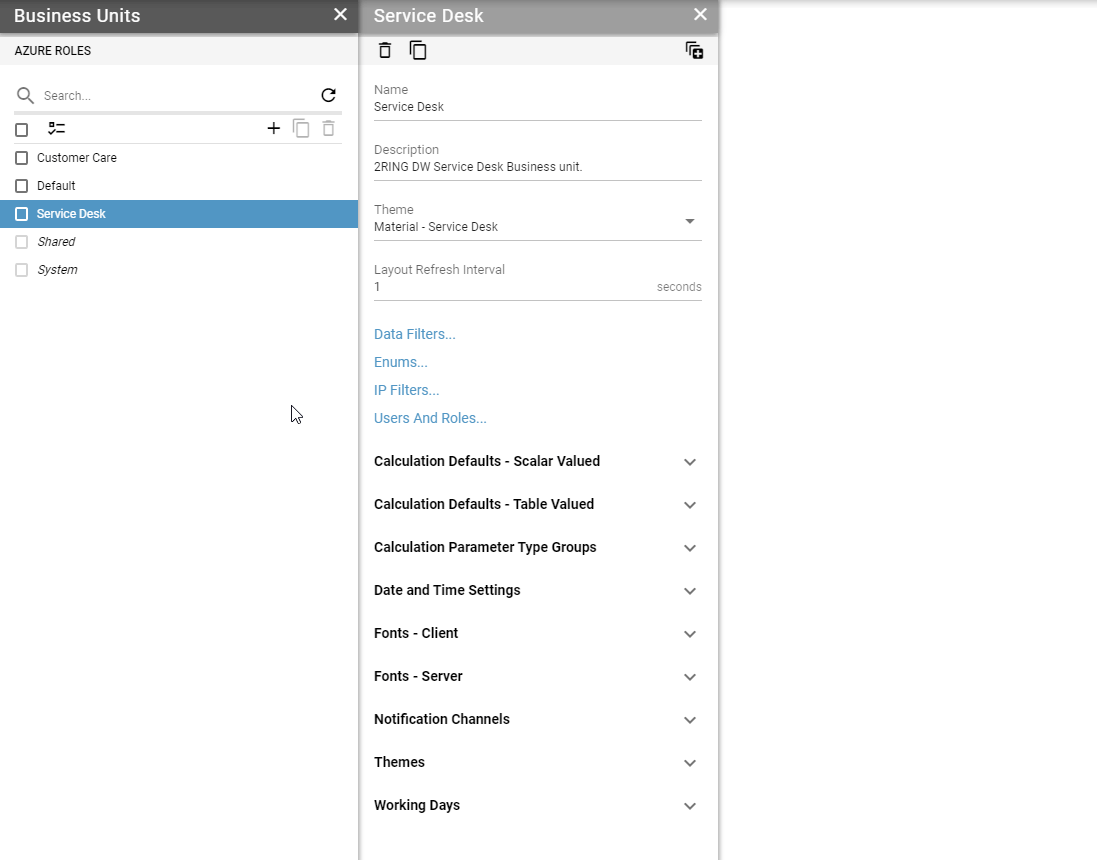 Business Units
AZURE ROLES
Search...
Customer Care
Default
Service Desk
Shared
System
Service Desk
Name
Service Desk
Description
2RING DW Service Desk Business unit.
Theme
Material - Service Desk
Layout Refresh Interval
1 seconds
Data Filters...
Enums...
IP Filters...
Users And Roles...
Calculation Defaults - Scalar Valued
Calculation Defaults - Table Valued
Calculation Parameter Type Groups
Date and Time Settings
Fonts - Client
Fonts - Server
Notification Channels
Themes
Working Days